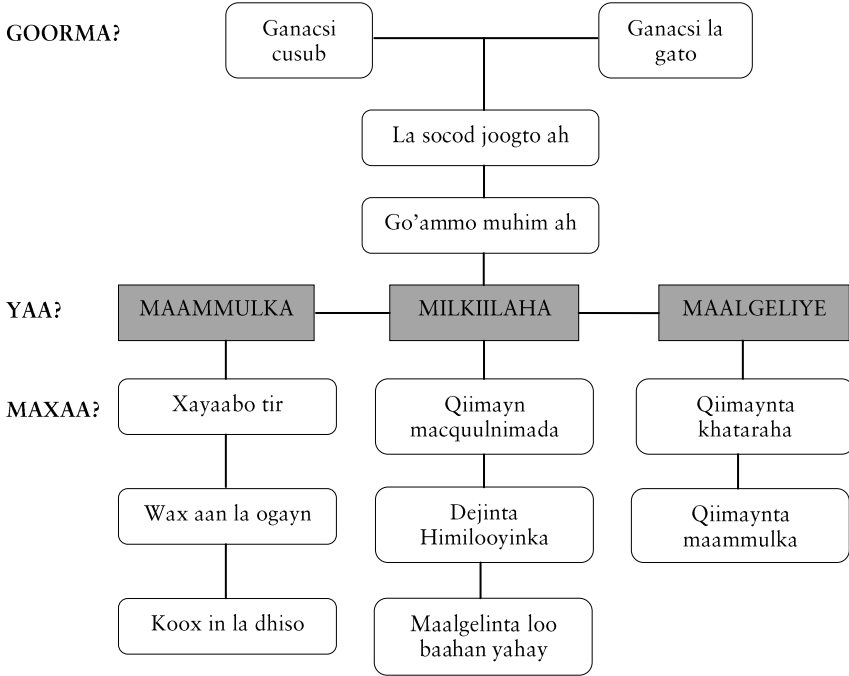 GOORMA?
Ganacsi
cusub
Ganacsi la
gato
La socod joogto ah
Go’ammo muhim ah
YAA?
MAAMMULKA
MILKIILAHA
MAALGELIYE
MAXAA?
Xayaabo tir
Qiimayn
macquulnimada
Qiimaynta
khataraha
Wax aan la ogayn
Dejinta
Himilooyinka
Qiimaynta
maammulka
Koox in la dhiso
Maalgelinta loo
baahan yahay